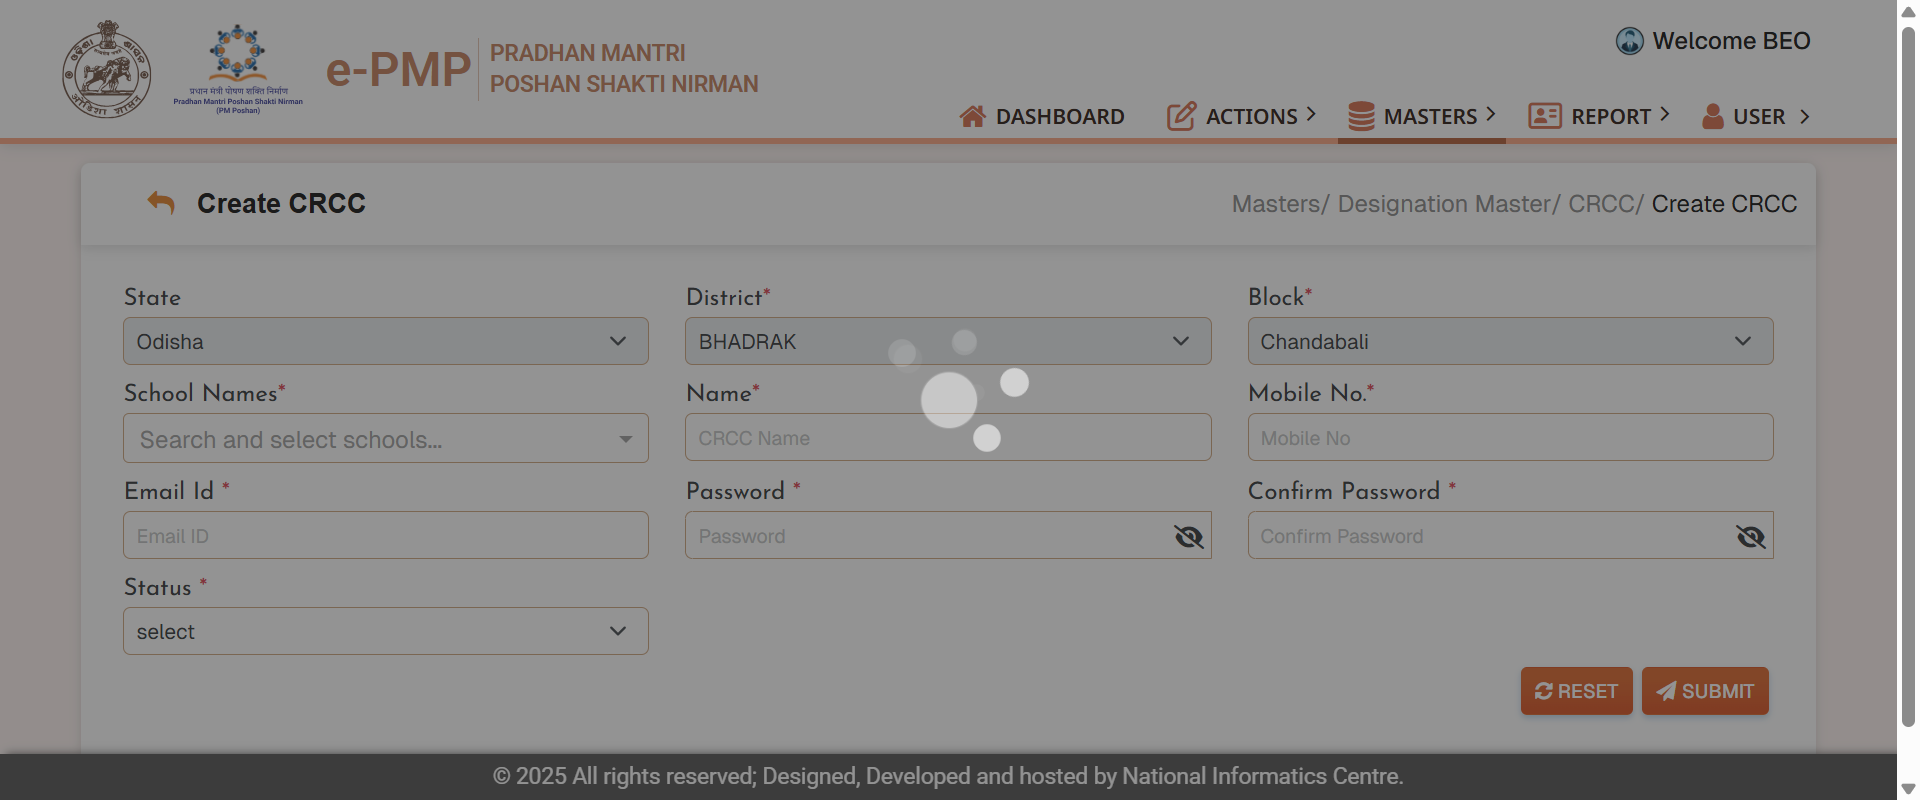 प्रधान मंत्री पोषण शक्ति निर्माण
Pradhan Mantri Poshan Shakti Nirman
(PM Poshan)
e-PMP
PRADHAN MANTRI
POSHAN SHAKTI NIRMAN
Welcome BEO
DASHBOARD ACTIONS MASTERS REPORT USER
Create CRCC
Masters/ Designation Master/ CRCC/ Create CRCC
State District* Block*
Odisha BHADRAK Chandabali
School Names* Name* Mobile No.*
Search and select schools... CRCC Name Mobile No
Email Id * Password * Confirm Password *
Email ID Password Confirm Password
Status *
select
RESET SUBMIT
© 2025 All rights reserved; Designed, Developed and hosted by National Informatics Centre.